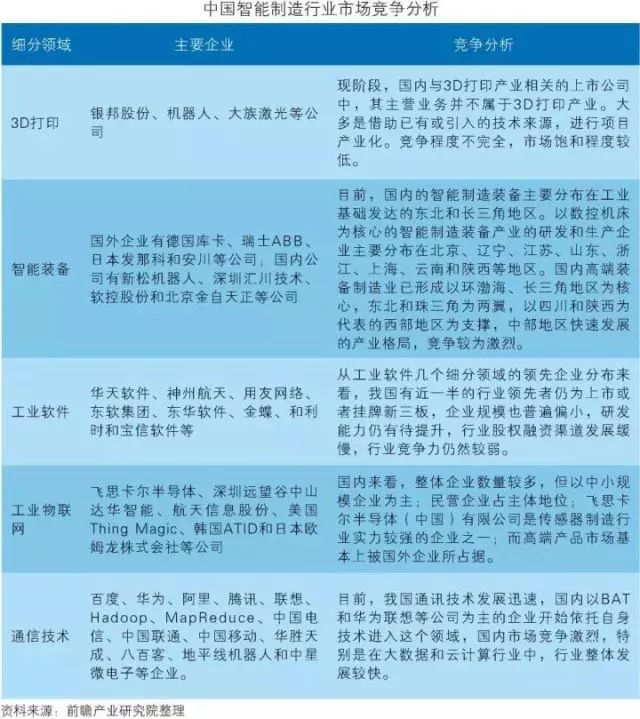 中国智能制造行业市场竞争分析
细分领域
主要企业
竞争分析
3D打印
银邦股份、机器人、大族激光等公
司
现阶段，国内与3D打印产业相关的上市公司
中，其主营业务并不属于3D打印产业。大
多是借助已有或引入的技术来源，进行项目
产业化。竞争程度不完全，市场饱和程度较
低。
智能装备
国外企业有德国库卡、瑞士ABB、
日本发那科和安川等公司；国内公
司有新松机器人、深圳汇川技术、
软控股份和北京金自天正等公司
目前，国内的智能制造装备主要分布在工业
基础发达的东北和长三角地区。以数控机床
为核心的智能制造装备产业的研发和生产企
业主要分布在北京、辽宁、江苏、山东、浙
江、上海、云南和陕西等地区。国内高端装
备制造业已形成以环渤海、长三角地区为核
心，东北和珠三角为两翼，以四川和陕西为
代表的西部地区为支撑，中部地区快速发展
的产业格局，竞争较为激烈。
工业软件
华天软件、神州航天、用友网络、
东软集团、东华软件、金蝶、和利
时和宝信软件等
从工业软件几个细分领域的领先企业分布来
看，我国有近一半的行业领先者仍为上市或
者挂牌新三板，企业规模也普遍偏小，研发
能力仍有待提升，行业股权融资渠道发展缓
慢，行业竞争力仍然较弱。
工业物联
网
飞思卡尔半导体、深圳远望谷中山
达华智能、航天信息股份、美国
Thing Magic、韩国ATID和日本欧
姆龙株式会社等公司
国内来看，整体企业数量较多，但以中小规
模企业为主；民营企业占主体地位；飞思卡
尔半导体（中国）有限公司是传感器制造行
业实力较强的企业之一；而高端产品市场基
本上被国外企业所占据。
通信技术
百度、华为、阿里、腾讯、联想、
Hadoop、MapReduce、中国电
信、中国联通、中国移动、华胜天
成、八百客、地平线机器人和中星
微电子等企业。
目前，我国通讯技术发展迅速，国内以BAT
和华为联想等公司为主的企业开始依托自身
技术进入这个领域，国内市场竞争激烈，特
别是在大数据和云计算行业中，行业整体发
展较快。
资料来源：前瞻产业研究院整理